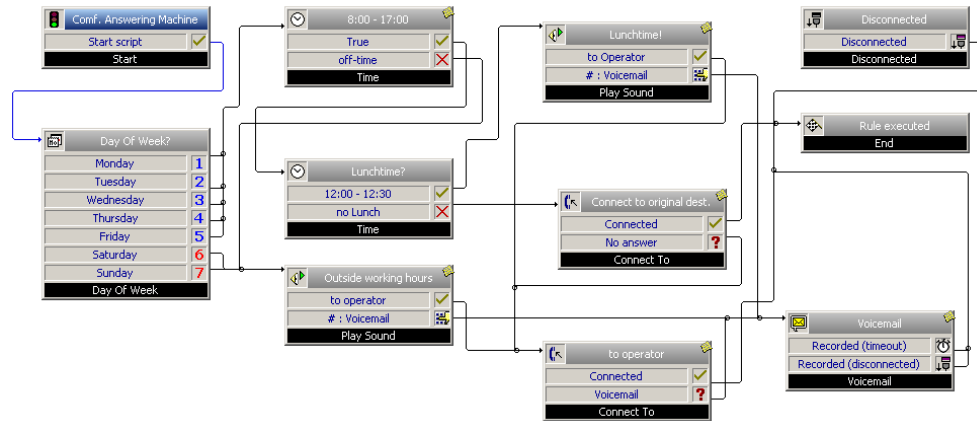 Comf. Answering Machine
Start script
Start
Day Of Week?
Monday 1
Tuesday 2
Wednesday 3
Thursday 4
Friday 5
Saturday 6
Sunday 7
Day Of Week
8:00 - 17:00
True
off-time
Time
Lunchtime?
12:00 - 12:30
no Lunch
Time
Outside working hours
to operator
# : Voicemail
Play Sound
Lunchtime!
to Operator
# : Voicemail
Play Sound
Connect to original dest.
Connected
No answer ?
Connect To
to operator
Connected
Voicemail ?
Connect To
Disconnected
Disconnected
Disconnected
Rule executed
End
Voicemail
Recorded (timeout)
Recorded (disconnected)
Voicemail